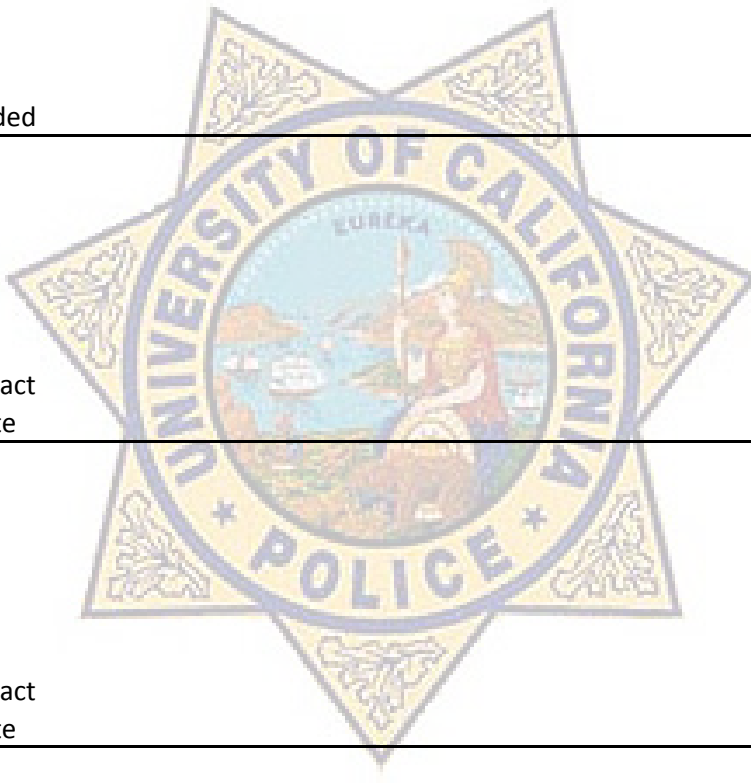 ded
UNIVERSITY OF CALIFORNIA
EUREKA
act
te
POLICE
act
te